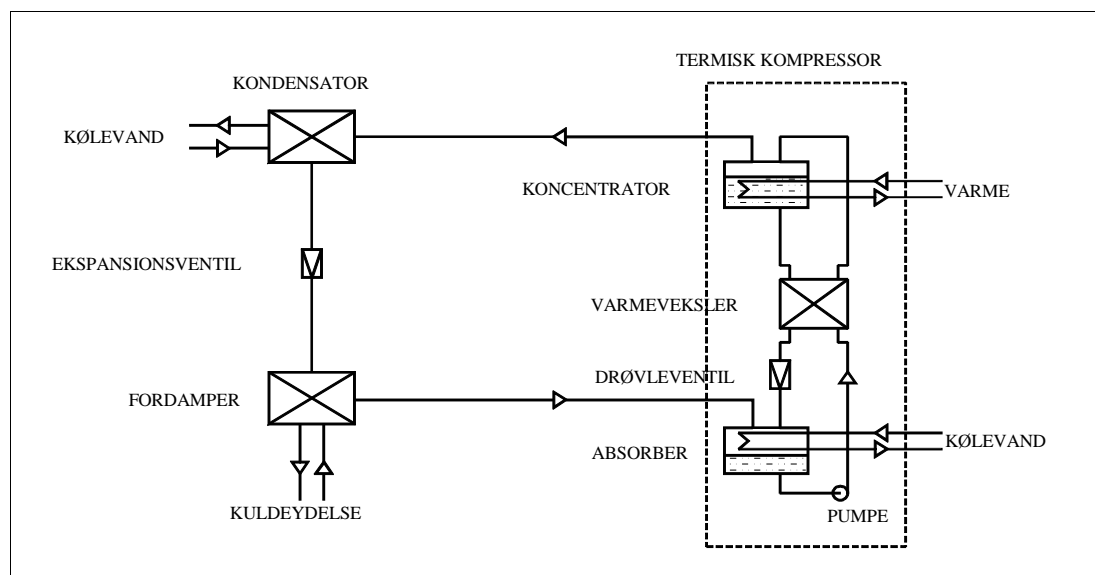 TERMISK KOMPRESSOR
KONDENSATOR
KØLEVAND
KONCENTRATOR
VARME
EKSPANSIONSVENTIL
VARMEVEKSLER
DRØVLEVENTIL
FORDAMPER
ABSORBER
KØLEVAND
KULDEYDELSE
PUMPE